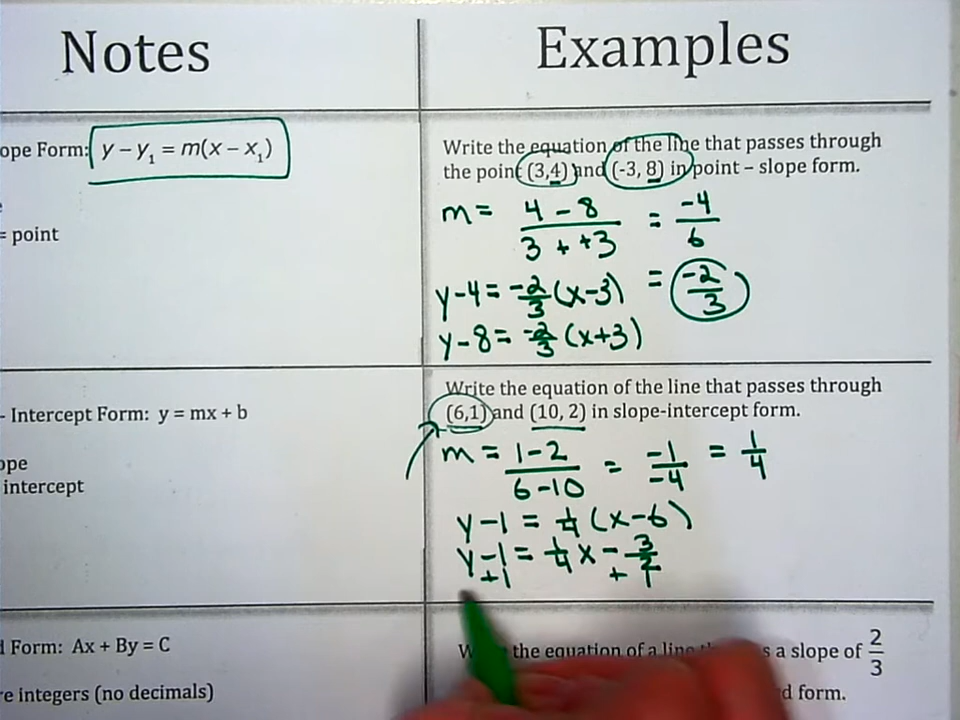 Notes
Examples
ope Form: y – y₁ = m(x – x₁)
= point
Write the equation of the line that passes through
the point (3,4) and (-3, 8) in point – slope form.
m = 4 - 8 / 3 + +3 = -4/6
= -2/3
y-4 = -2/3 (x-3)
y-8 = -2/3 (x+3)
- Intercept Form: y = mx + b
ope
intercept
Write the equation of the line that passes through
(6,1) and (10, 2) in slope-intercept form.
m = 1-2 / 6-10 = -1/-4 = 1/4
y-1 = 1/4 (x-6)
y-1 = 1/4 x - 3/2
+1 + 1
d Form: Ax + By = C
re integers (no decimals)
the equation of a line s a slope of 2/3
d form.